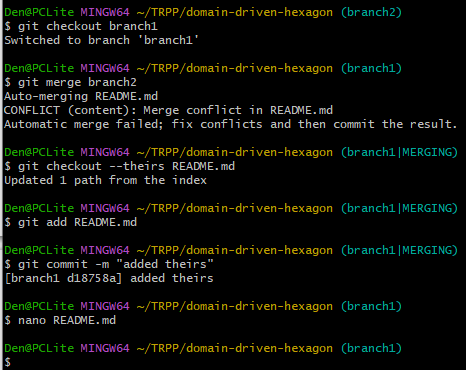 Den@PCLite MINGW64 ~/TRPP/domain-driven-hexagon (branch2)
$ git checkout branch1
Switched to branch 'branch1'
Den@PCLite MINGW64 ~/TRPP/domain-driven-hexagon (branch1)
$ git merge branch2
Auto-merging README.md
CONFLICT (content): Merge conflict in README.md
Automatic merge failed; fix conflicts and then commit the result.
Den@PCLite MINGW64 ~/TRPP/domain-driven-hexagon (branch1|MERGING)
$ git checkout --theirs README.md
Updated 1 path from the index
Den@PCLite MINGW64 ~/TRPP/domain-driven-hexagon (branch1|MERGING)
$ git add README.md
Den@PCLite MINGW64 ~/TRPP/domain-driven-hexagon (branch1|MERGING)
$ git commit -m "added theirs"
[branch1 d18758a] added theirs
Den@PCLite MINGW64 ~/TRPP/domain-driven-hexagon (branch1)
$ nano README.md
Den@PCLite MINGW64 ~/TRPP/domain-driven-hexagon (branch1)
$